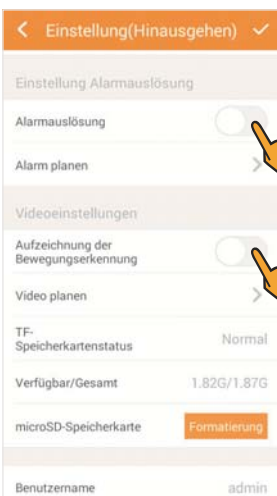 Einstellung(Hinausgehen)
Einstellung Alarmauslösung
Alarmauslösung
Alarm planen
Videoeinstellungen
Aufzeichnung der
Bewegungserkennung
Video planen
TF-
Speicherkartenstatus
Normal
Verfügbar/Gesamt 1.82G/1.87G
microSD-Speicherkarte Formatierung
Benutzername admin